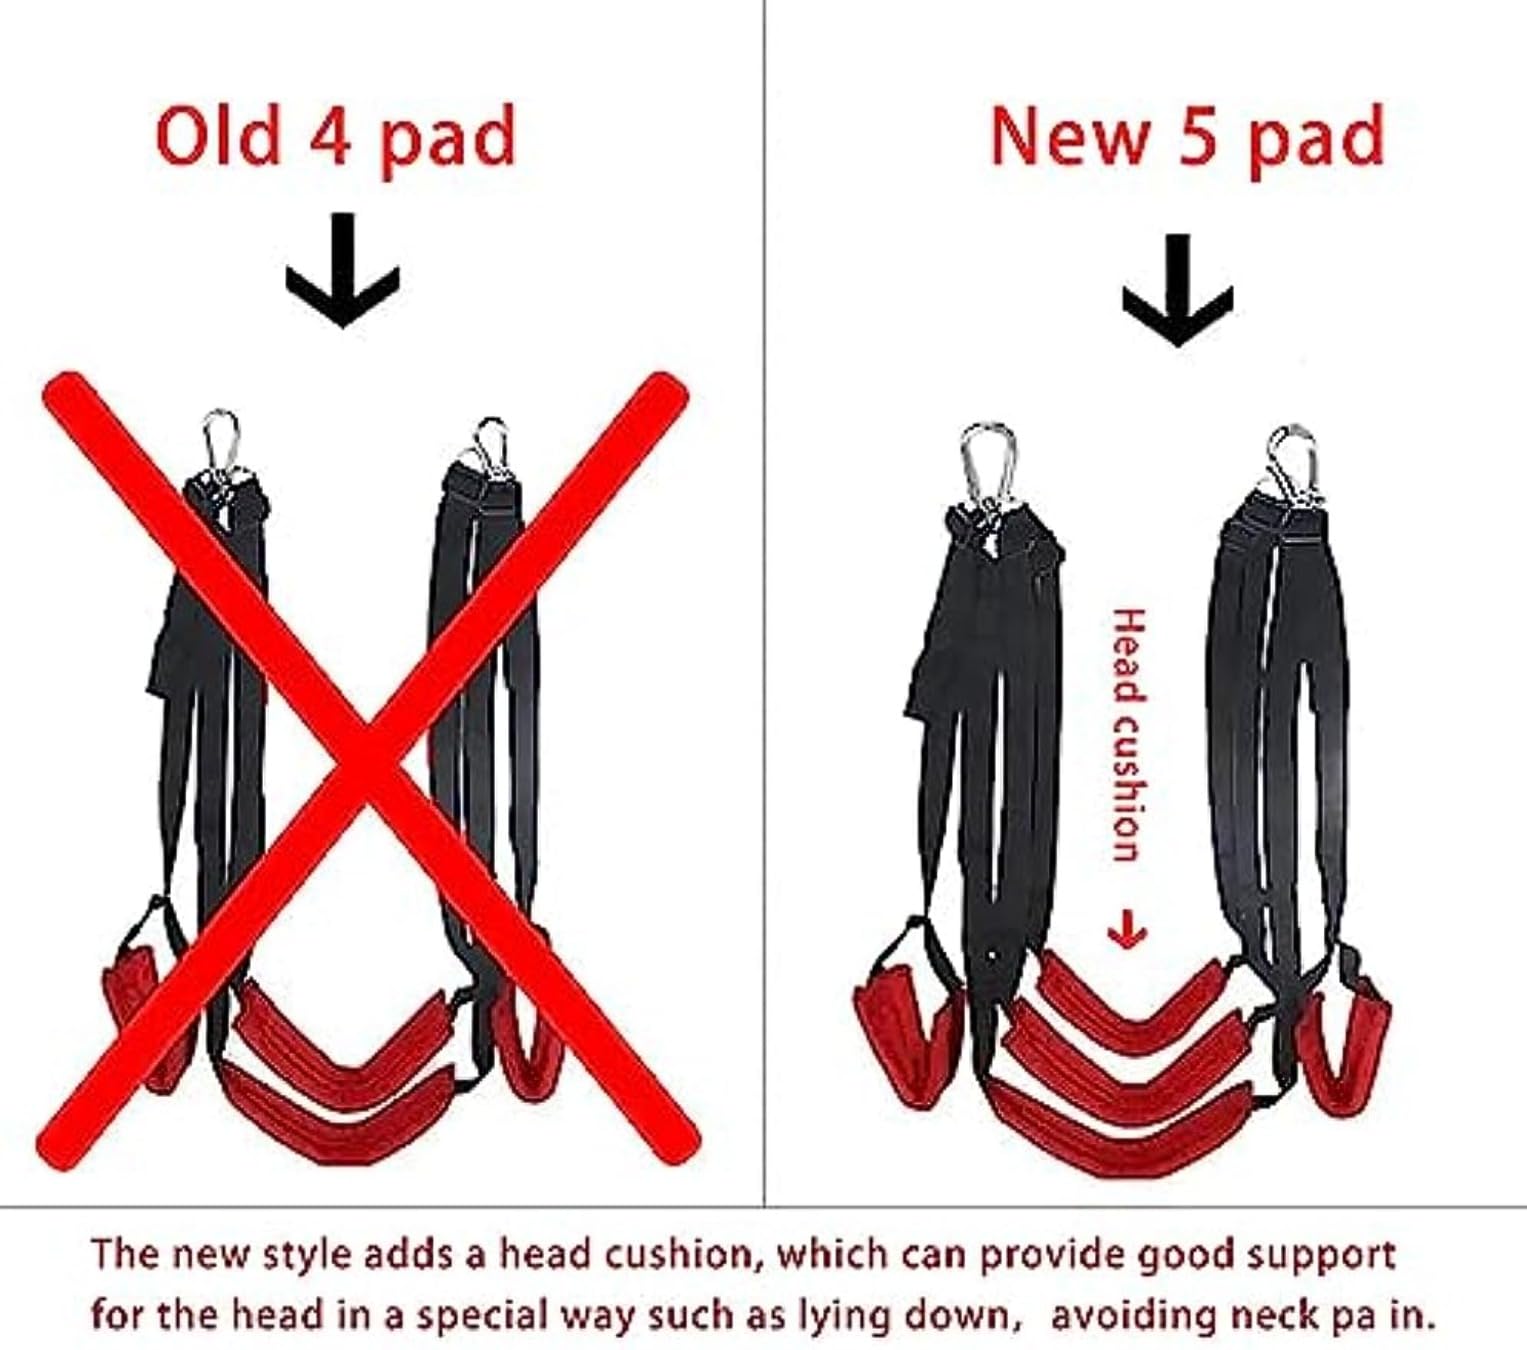 Old 4 pad
New 5 pad
Head cushion
The new style adds a head cushion, which can provide good support
for the head in a special way such as lying down, avoiding neck pa in.